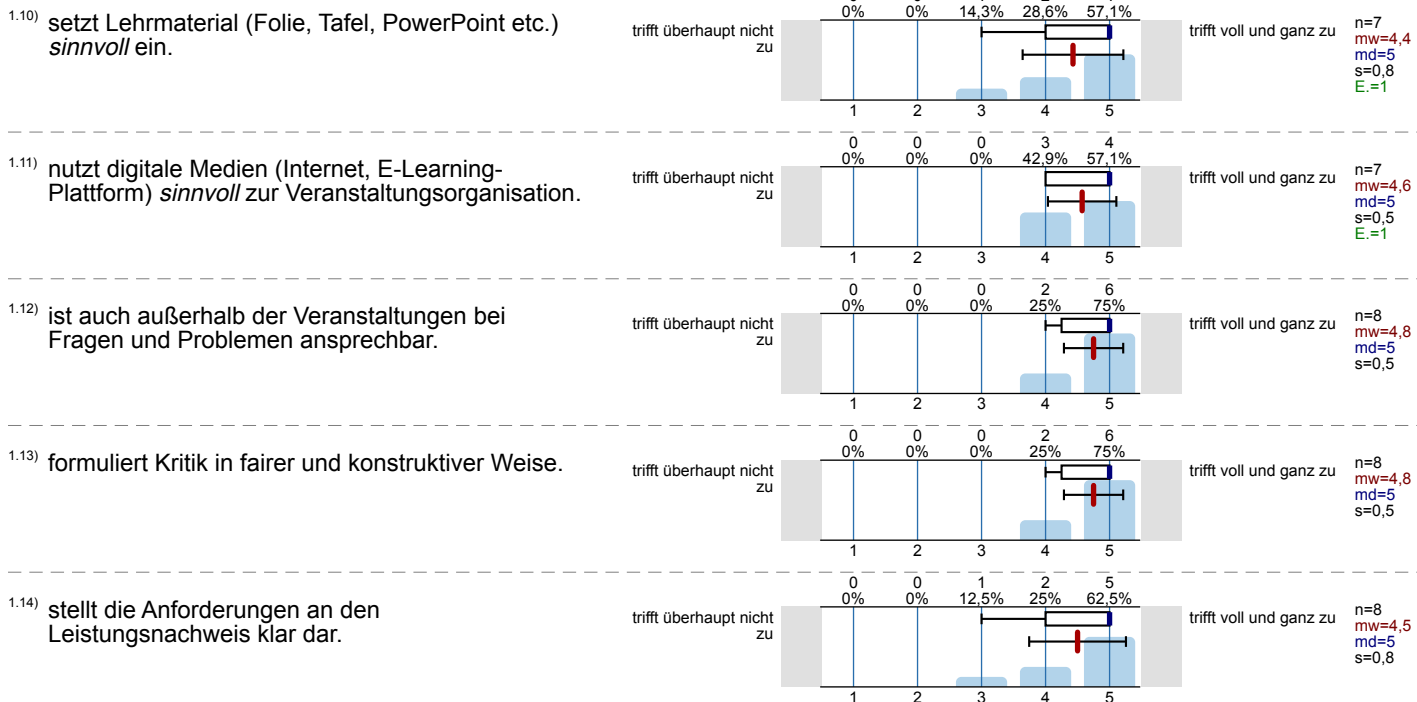 1.10) setzt Lehrmaterial (Folie, Tafel, PowerPoint etc.)
sinnvoll ein.
0% 0% 14,3% 28,6% 57,1%
trifft überhaupt nicht
zu
trifft voll und ganz zu
n=7
mw=4,4
md=5
s=0,8
E.=1
1 2 3 4 5
1.11) nutzt digitale Medien (Internet, E-Learning-
Plattform) sinnvoll zur Veranstaltungsorganisation.
0 0 0 3 4
0% 0% 0% 42,9% 57,1%
trifft überhaupt nicht
zu
trifft voll und ganz zu
n=7
mw=4,6
md=5
s=0,5
E.=1
1 2 3 4 5
1.12) ist auch außerhalb der Veranstaltungen bei
Fragen und Problemen ansprechbar.
0 0 0 2 6
0% 0% 0% 25% 75%
trifft überhaupt nicht
zu
trifft voll und ganz zu
n=8
mw=4,8
md=5
s=0,5
1 2 3 4 5
1.13) formuliert Kritik in fairer und konstruktiver Weise.
0 0 0 2 6
0% 0% 0% 25% 75%
trifft überhaupt nicht
zu
trifft voll und ganz zu
n=8
mw=4,8
md=5
s=0,5
1 2 3 4 5
1.14) stellt die Anforderungen an den
Leistungsnachweis klar dar.
0 0 1 2 5
0% 0% 12,5% 25% 62,5%
trifft überhaupt nicht
zu
trifft voll und ganz zu
n=8
mw=4,5
md=5
s=0,8
1 2 3 4 5